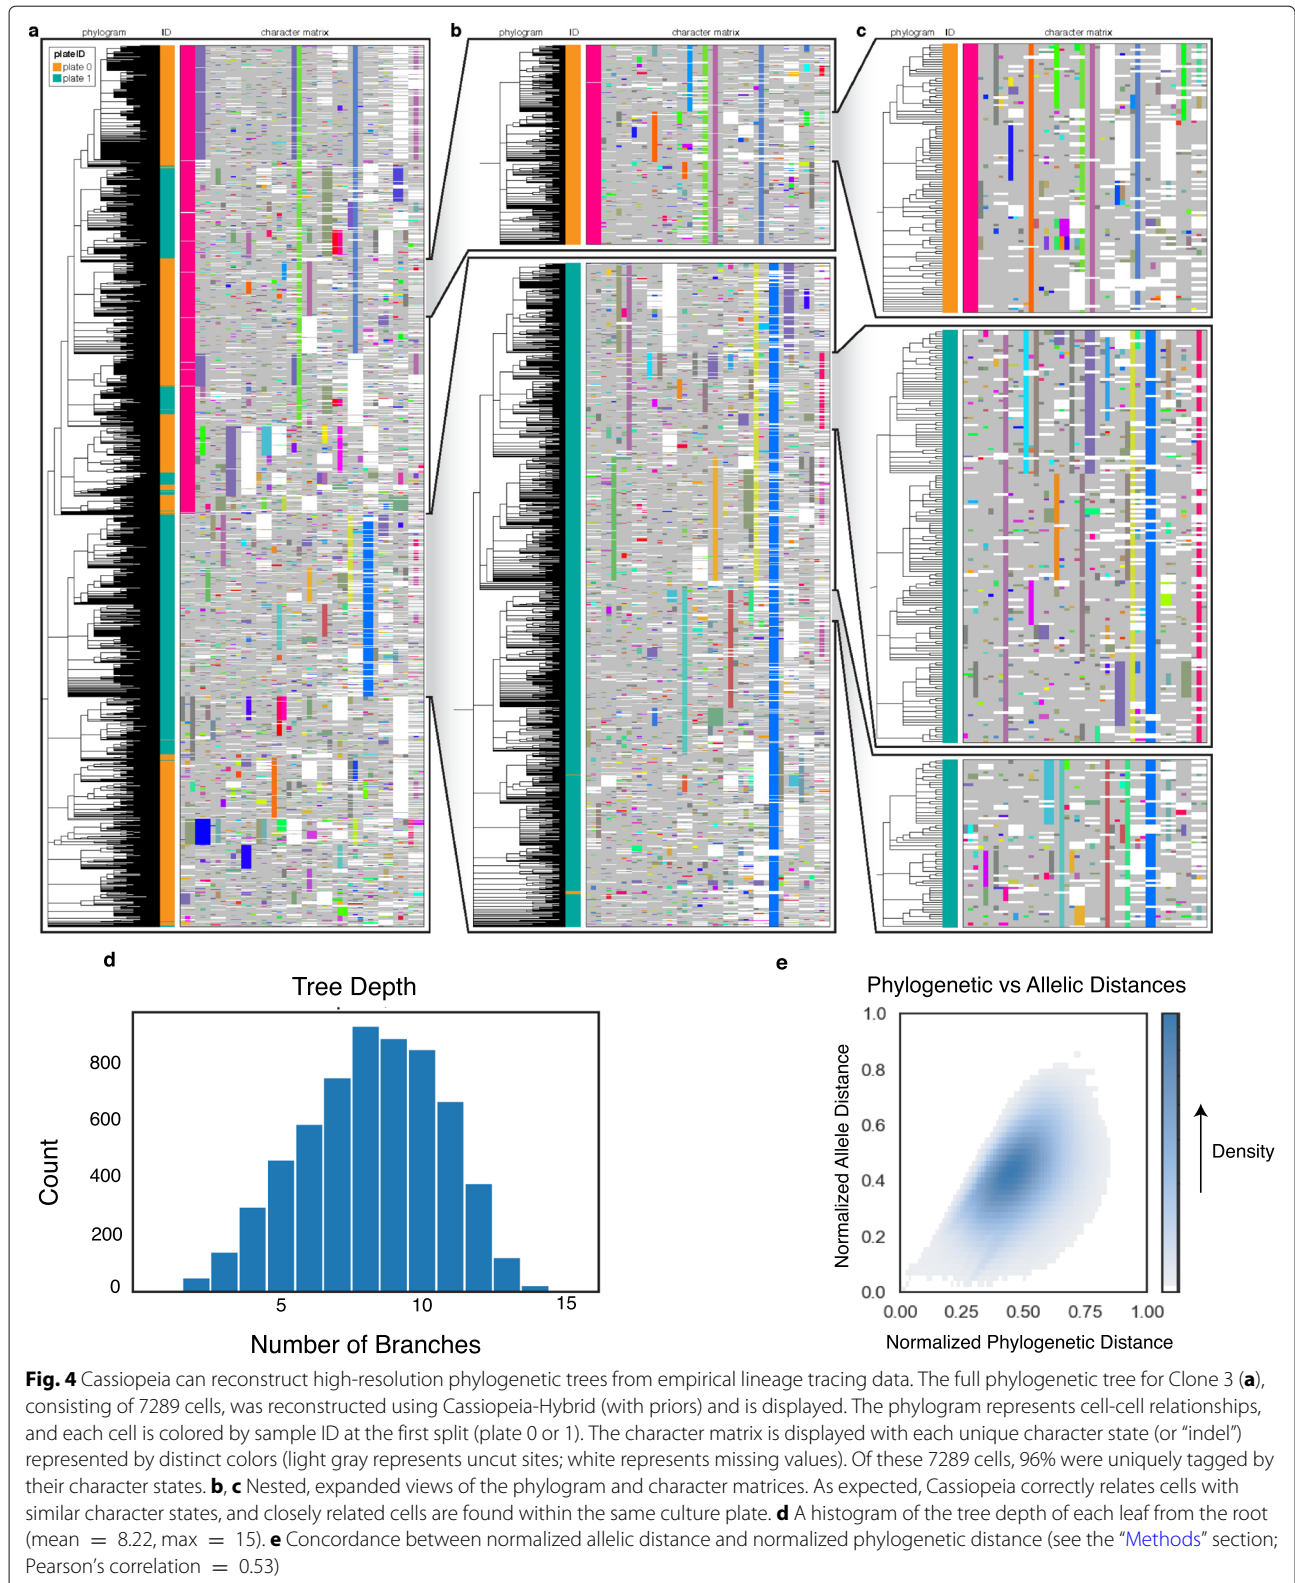 a
phylogram
ID
character matrix
plateID
plate 0
plate 1
b
phylogram
ID
character matrix
c
phylogram
ID
character matrix
d
Tree Depth
Count
800
600
400
200
0
5
10
15
Number of Branches
e
Phylogenetic vs Allelic Distances
Normalized Allele Distance
1.0
0.8
0.6
0.4
0.2
0.0
0.00 0.25 0.50 0.75 1.00
Normalized Phylogenetic Distance
Density
Fig. 4 Cassiopeia can reconstruct high-resolution phylogenetic trees from empirical lineage tracing data. The full phylogenetic tree for Clone 3 (a),
consisting of 7289 cells, was reconstructed using Cassiopeia-Hybrid (with priors) and is displayed. The phylogram represents cell-cell relationships,
and each cell is colored by sample ID at the first split (plate 0 or 1). The character matrix is displayed with each unique character state (or “indel”)
represented by distinct colors (light gray represents uncut sites; white represents missing values). Of these 7289 cells, 96% were uniquely tagged by
their character states. b, c Nested, expanded views of the phylogram and character matrices. As expected, Cassiopeia correctly relates cells with
similar character states, and closely related cells are found within the same culture plate. d A histogram of the tree depth of each leaf from the root
(mean = 8.22, max = 15). e Concordance between normalized allelic distance and normalized phylogenetic distance (see the “Methods” section;
Pearson’s correlation = 0.53)